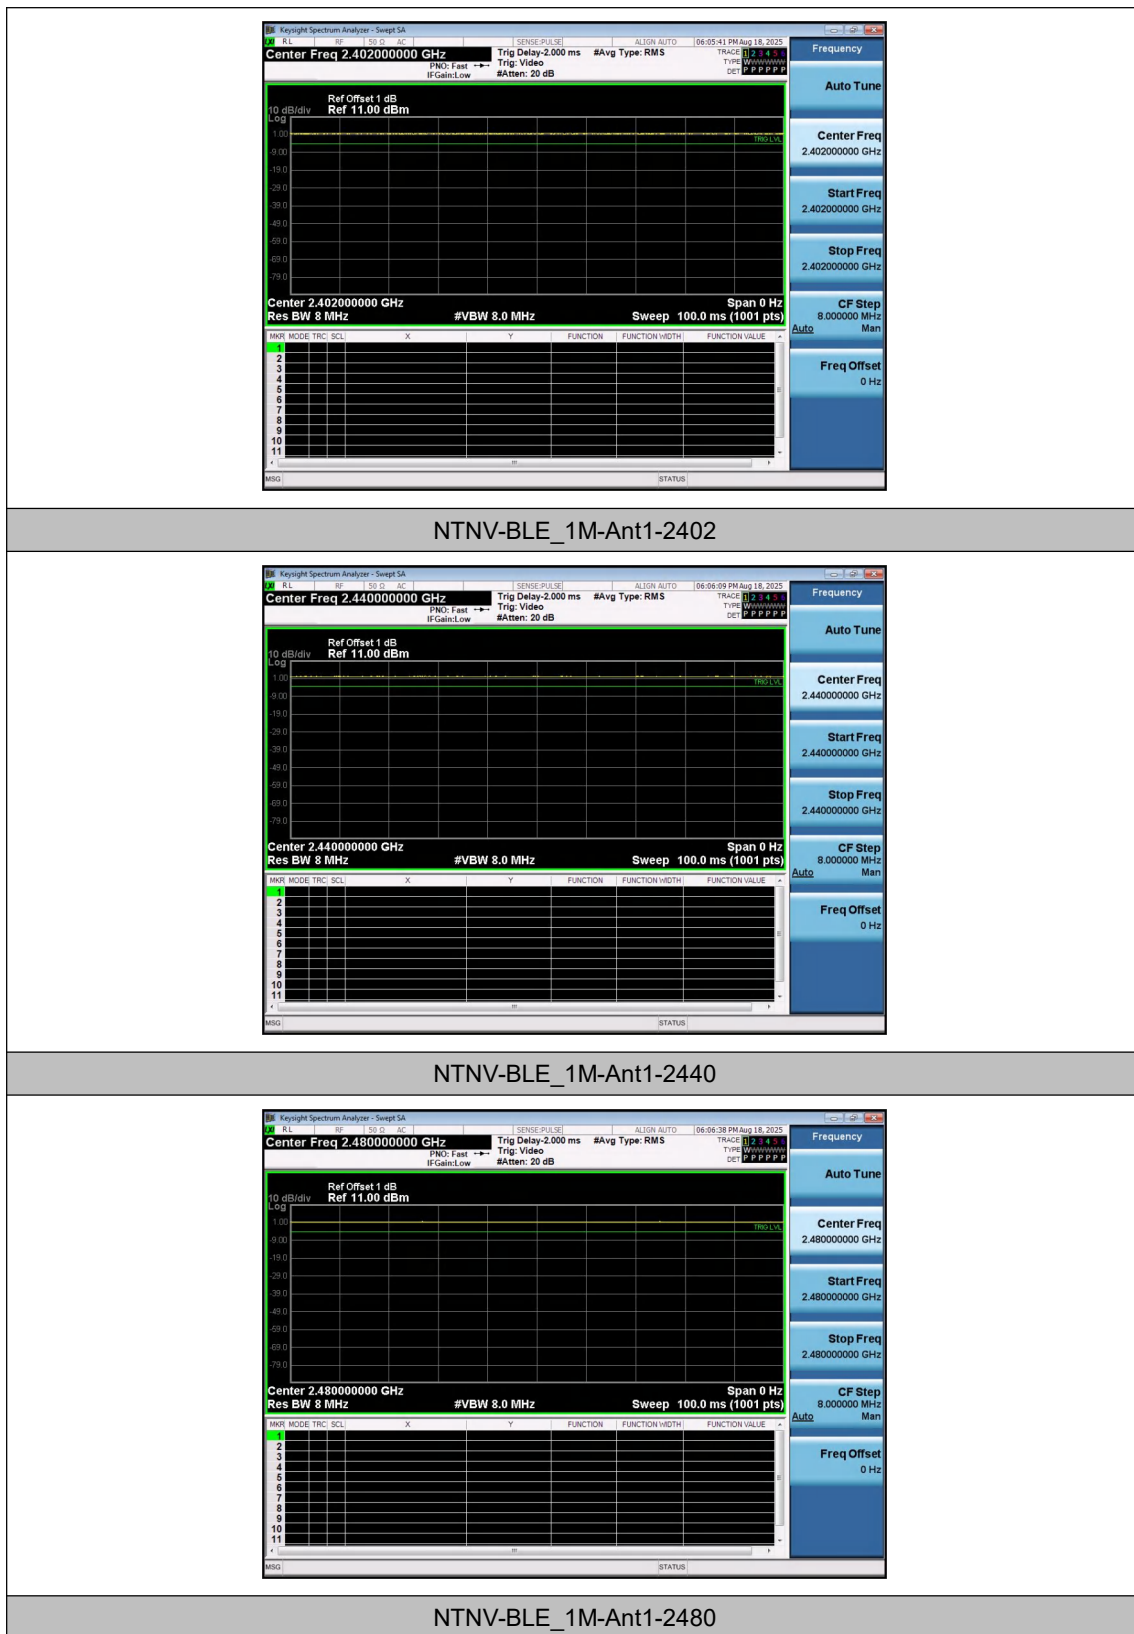 Keysight Spectrum Analyzer - Swept SA
LXI RL RF 50 Ω AC SENSE:PULSE ALIGN AUTO 06:05:41 PM Aug 18, 2025
Center Freq 2.402000000 GHz Trig Delay-2.000 ms #Avg Type: RMS TRACE 1 2 3 4 5 6
PNO: Fast Trig: Video TYPE WWWWWW
IFGain:Low #Atten: 20 dB DET P P P P P P
Ref Offset 1 dB
10 dB/div Ref 11.00 dBm
Log
1.00
TRIG LVL
-9.00
-19.0
-29.0
-39.0
-49.0
-59.0
-69.0
-79.0
Center 2.402000000 GHz Span 0 Hz
Res BW 8 MHz #VBW 8.0 MHz Sweep 100.0 ms (1001 pts)
MKR MODE TRC SCL X Y FUNCTION FUNCTION WIDTH FUNCTION VALUE
1
2
3
4
5
6
7
8
9
10
11
MSG STATUS
Frequency
Auto Tune
Center Freq
2.402000000 GHz
Start Freq
2.402000000 GHz
Stop Freq
2.402000000 GHz
CF Step
8.000000 MHz
Auto Man
Freq Offset
0 Hz
NTNV-BLE_1M-Ant1-2402
Keysight Spectrum Analyzer - Swept SA
LXI RL RF 50 Ω AC SENSE:PULSE ALIGN AUTO 06:06:09 PM Aug 18, 2025
Center Freq 2.440000000 GHz Trig Delay-2.000 ms #Avg Type: RMS TRACE 1 2 3 4 5 6
PNO: Fast Trig: Video TYPE WWWWWW
IFGain:Low #Atten: 20 dB DET P P P P P P
Ref Offset 1 dB
10 dB/div Ref 11.00 dBm
Log
1.00
TRIG LVL
-9.00
-19.0
-29.0
-39.0
-49.0
-59.0
-69.0
-79.0
Center 2.440000000 GHz Span 0 Hz
Res BW 8 MHz #VBW 8.0 MHz Sweep 100.0 ms (1001 pts)
MKR MODE TRC SCL X Y FUNCTION FUNCTION WIDTH FUNCTION VALUE
1
2
3
4
5
6
7
8
9
10
11
MSG STATUS
Frequency
Auto Tune
Center Freq
2.440000000 GHz
Start Freq
2.440000000 GHz
Stop Freq
2.440000000 GHz
CF Step
8.000000 MHz
Auto Man
Freq Offset
0 Hz
NTNV-BLE_1M-Ant1-2440
Keysight Spectrum Analyzer - Swept SA
LXI RL RF 50 Ω AC SENSE:PULSE ALIGN AUTO 06:06:38 PM Aug 18, 2025
Center Freq 2.480000000 GHz Trig Delay-2.000 ms #Avg Type: RMS TRACE 1 2 3 4 5 6
PNO: Fast Trig: Video TYPE WWWWWW
IFGain:Low #Atten: 20 dB DET P P P P P P
Ref Offset 1 dB
10 dB/div Ref 11.00 dBm
Log
1.00
TRIG LVL
-9.00
-19.0
-29.0
-39.0
-49.0
-59.0
-69.0
-79.0
Center 2.480000000 GHz Span 0 Hz
Res BW 8 MHz #VBW 8.0 MHz Sweep 100.0 ms (1001 pts)
MKR MODE TRC SCL X Y FUNCTION FUNCTION WIDTH FUNCTION VALUE
1
2
3
4
5
6
7
8
9
10
11
MSG STATUS
Frequency
Auto Tune
Center Freq
2.480000000 GHz
Start Freq
2.480000000 GHz
Stop Freq
2.480000000 GHz
CF Step
8.000000 MHz
Auto Man
Freq Offset
0 Hz
NTNV-BLE_1M-Ant1-2480